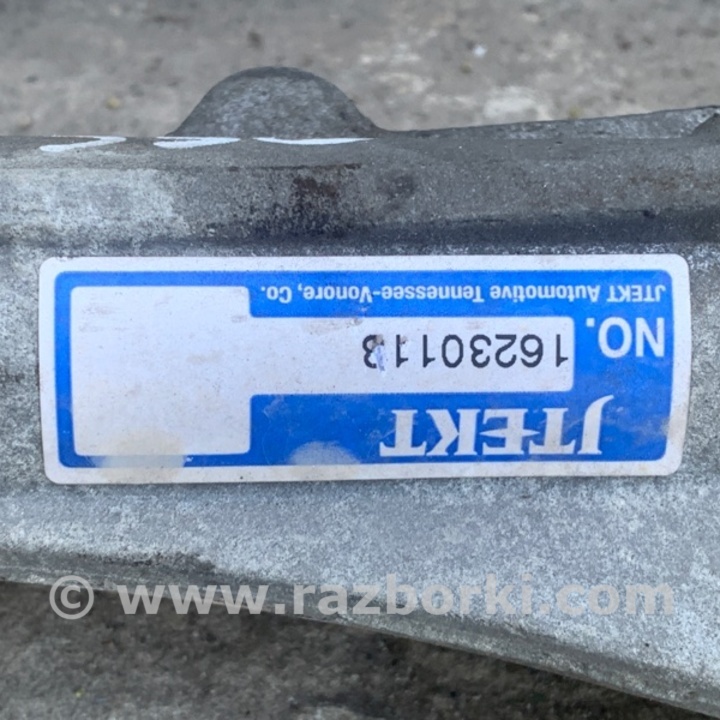 JTEKT
NO. 16230113
JTEKT Automotive Tennessee-Vonore, Co.
© www.razborki.com